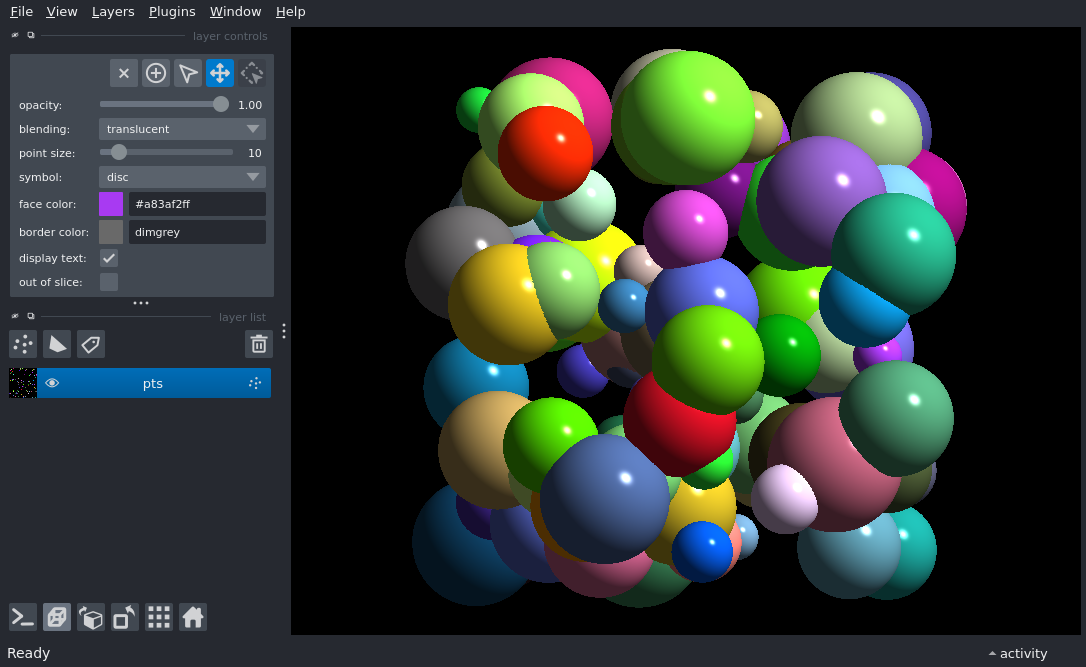 File View Layers Plugins Window Help
layer controls
opacity: 1.00
blending: translucent
point size: 10
symbol: disc
face color: #a83af2ff
border color: dimgrey
display text:
out of slice:
layer list
pts
Ready activity